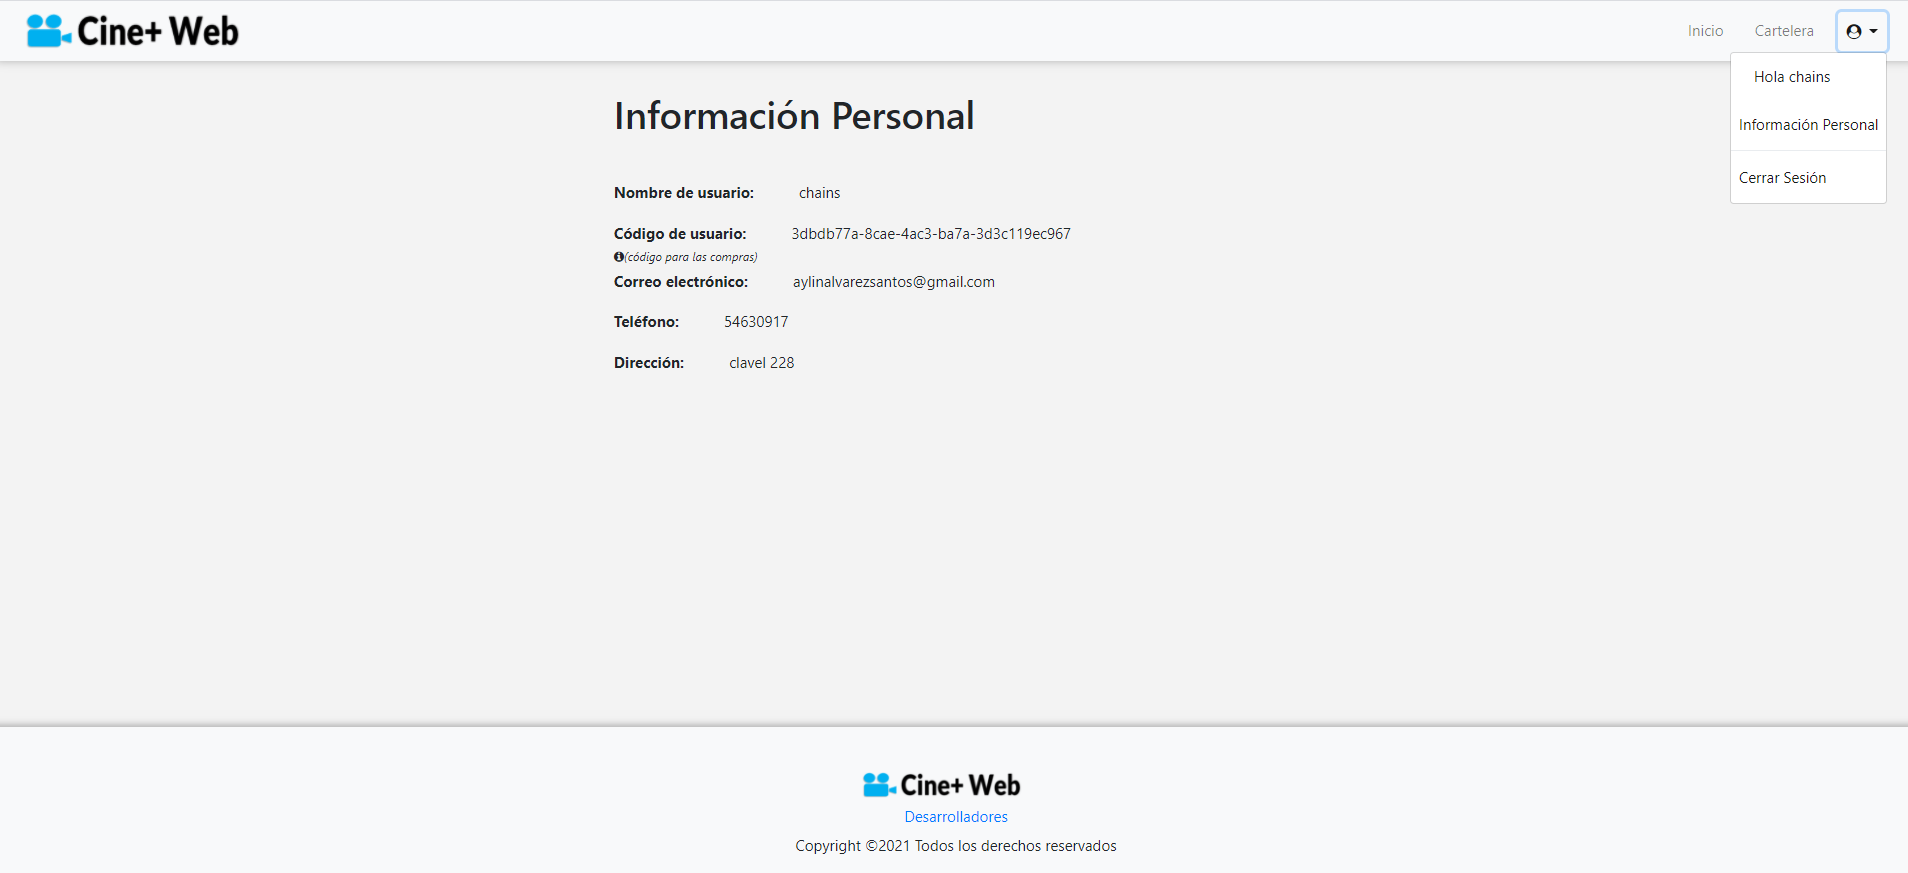 Cine+ Web
Inicio Cartelera
Hola chains
Información Personal
Cerrar Sesión
Información Personal
Nombre de usuario: chains
Código de usuario: 3dbdb77a-8cae-4ac3-ba7a-3d3c119ec967
(código para las compras)
Correo electrónico: aylinalvarezsantos@gmail.com
Teléfono: 54630917
Dirección: clavel 228
Cine+ Web
Desarrolladores
Copyright ©2021 Todos los derechos reservados